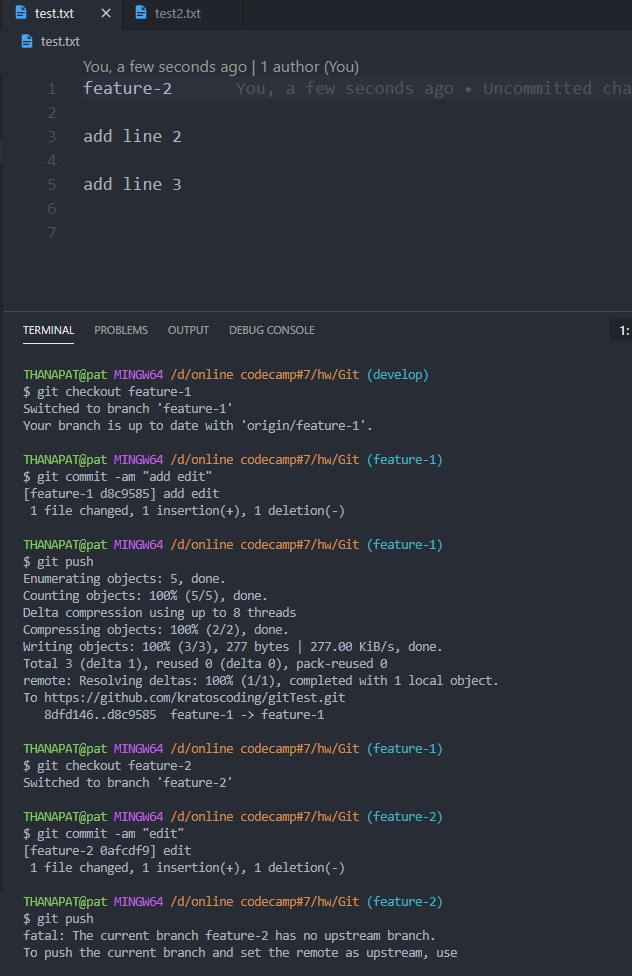 test.txt
test2.txt
test.txt
You, a few seconds ago | 1 author (You)
1 feature-2 You, a few seconds ago • Uncommitted cha
2
3 add line 2
4
5 add line 3
6
7
TERMINAL PROBLEMS OUTPUT DEBUG CONSOLE 1:
THANAPAT@pat MINGW64 /d/online codecamp#7/hw/Git (develop)
$ git checkout feature-1
Switched to branch 'feature-1'
Your branch is up to date with 'origin/feature-1'.
THANAPAT@pat MINGW64 /d/online codecamp#7/hw/Git (feature-1)
$ git commit -am "add edit"
[feature-1 d8c9585] add edit
 1 file changed, 1 insertion(+), 1 deletion(-)
THANAPAT@pat MINGW64 /d/online codecamp#7/hw/Git (feature-1)
$ git push
Enumerating objects: 5, done.
Counting objects: 100% (5/5), done.
Delta compression using up to 8 threads
Compressing objects: 100% (2/2), done.
Writing objects: 100% (3/3), 277 bytes | 277.00 KiB/s, done.
Total 3 (delta 1), reused 0 (delta 0), pack-reused 0
remote: Resolving deltas: 100% (1/1), completed with 1 local object.
To https://github.com/kratoscoding/gitTest.git
   8dfd146..d8c9585  feature-1 -> feature-1
THANAPAT@pat MINGW64 /d/online codecamp#7/hw/Git (feature-1)
$ git checkout feature-2
Switched to branch 'feature-2'
THANAPAT@pat MINGW64 /d/online codecamp#7/hw/Git (feature-2)
$ git commit -am "edit"
[feature-2 0afcdf9] edit
 1 file changed, 1 insertion(+), 1 deletion(-)
THANAPAT@pat MINGW64 /d/online codecamp#7/hw/Git (feature-2)
$ git push
fatal: The current branch feature-2 has no upstream branch.
To push the current branch and set the remote as upstream, use